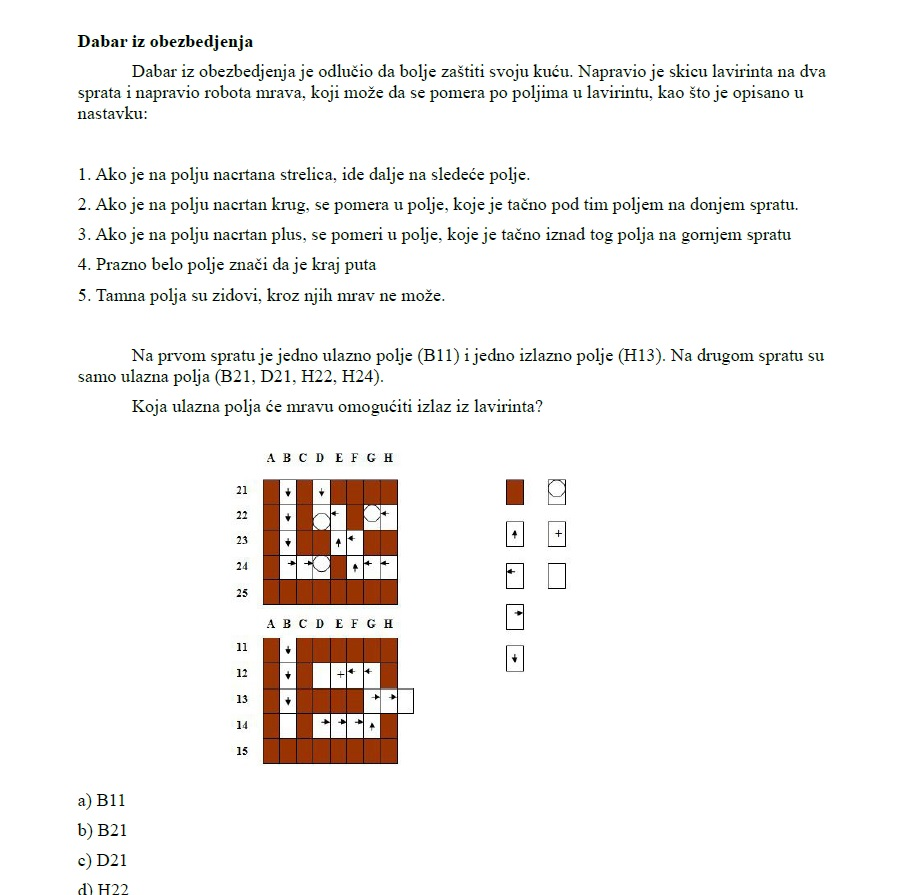 Dabar iz obezbedjenja
Dabar iz obezbedjenja je odlučio da bolje zaštiti svoju kuću. Napravio je skicu lavirinta na dva
sprata i napravio robota mrava, koji može da se pomera po poljima u lavirintu, kao što je opisano u
nastavku:
1. Ako je na polju nacrtana strelica, ide dalje na sledeće polje.
2. Ako je na polju nacrtan krug, se pomera u polje, koje je tačno pod tim poljem na donjem spratu.
3. Ako je na polju nacrtan plus, se pomeri u polje, koje je tačno iznad tog polja na gornjem spratu
4. Prazno belo polje znači da je kraj puta
5. Tamna polja su zidovi, kroz njih mrav ne može.
Na prvom spratu je jedno ulazno polje (B11) i jedno izlazno polje (H13). Na drugom spratu su
samo ulazna polja (B21, D21, H22, H24).
Koja ulazna polja će mravu omogućiti izlaz iz lavirinta?
A B C D E F G H
21
22
23
24
25
A B C D E F G H
11
12
13
14
15
a) B11
b) B21
c) D21
d) H22